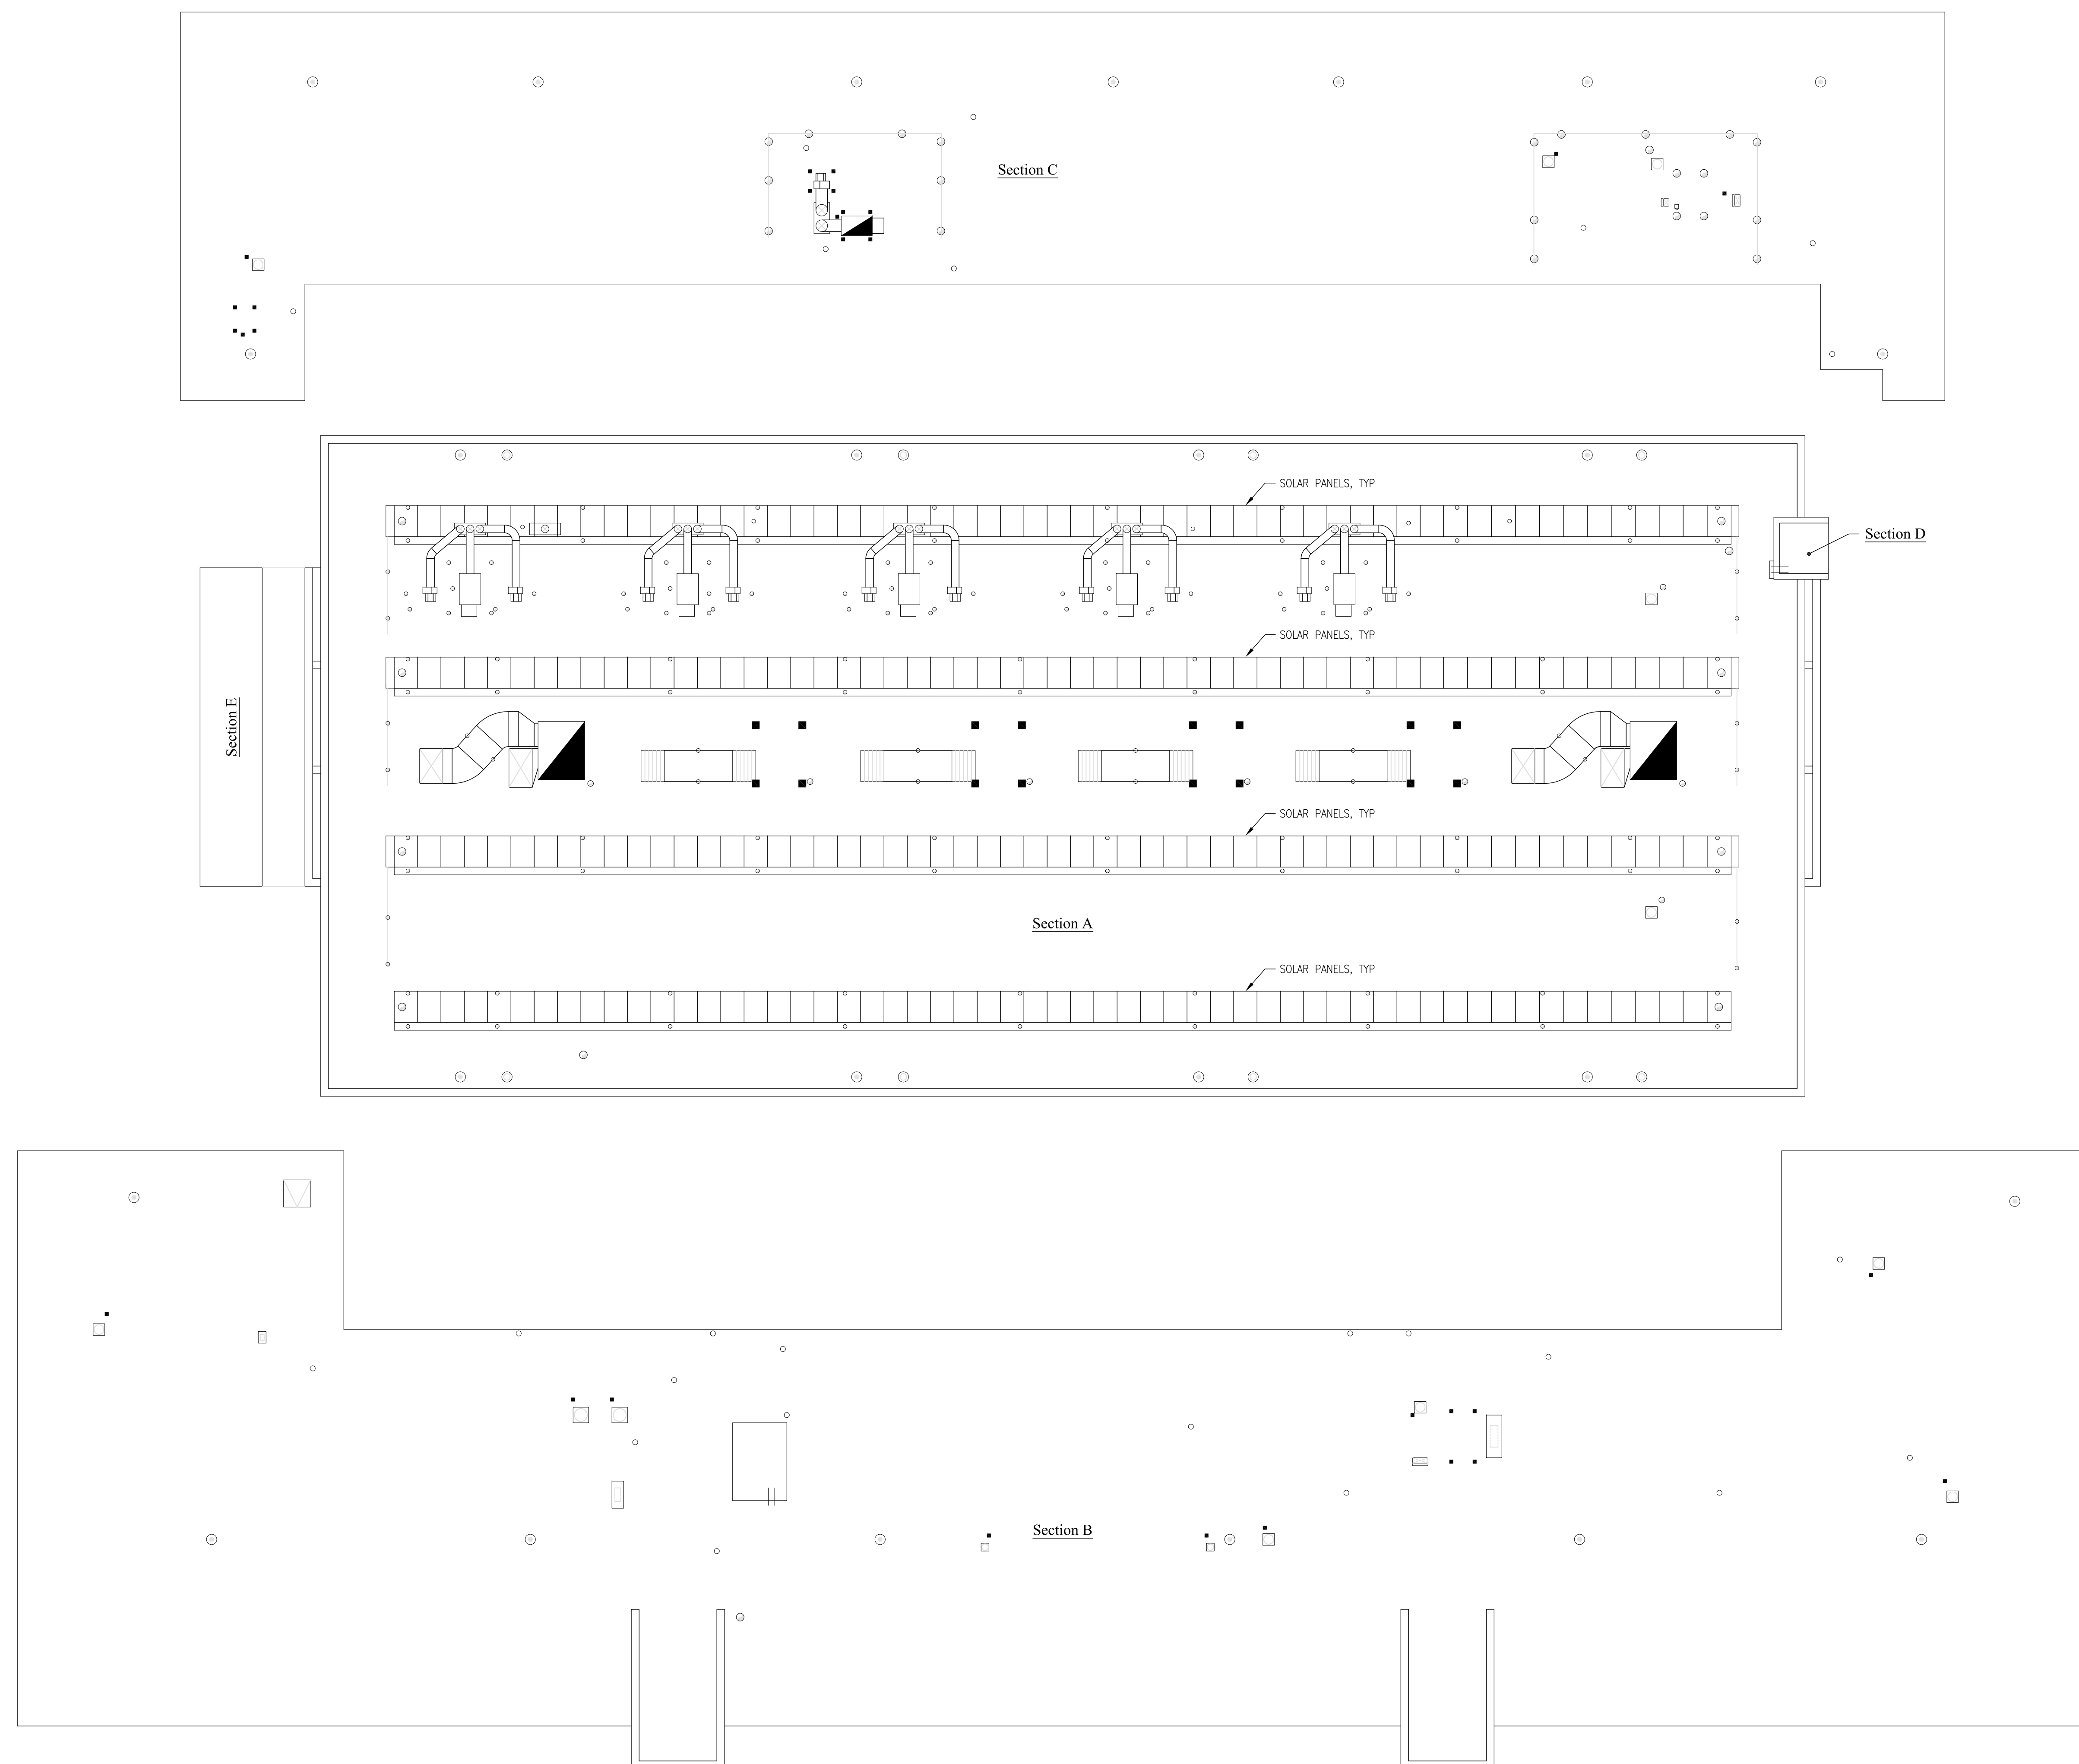 Section C
SOLAR PANELS, TYP
Section D
SOLAR PANELS, TYP
Section E
SOLAR PANELS, TYP
Section A
SOLAR PANELS, TYP
Section B